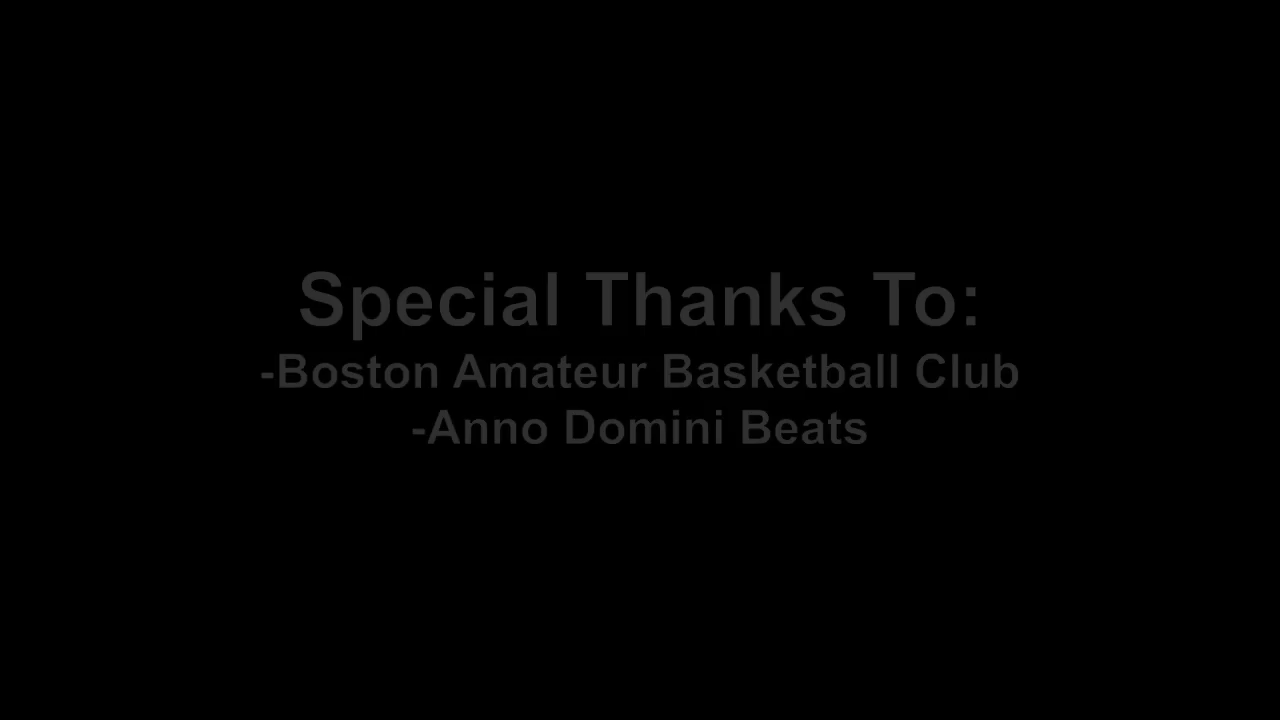 Special Thanks To:
-Boston Amateur Basketball Club
-Anno Domini Beats